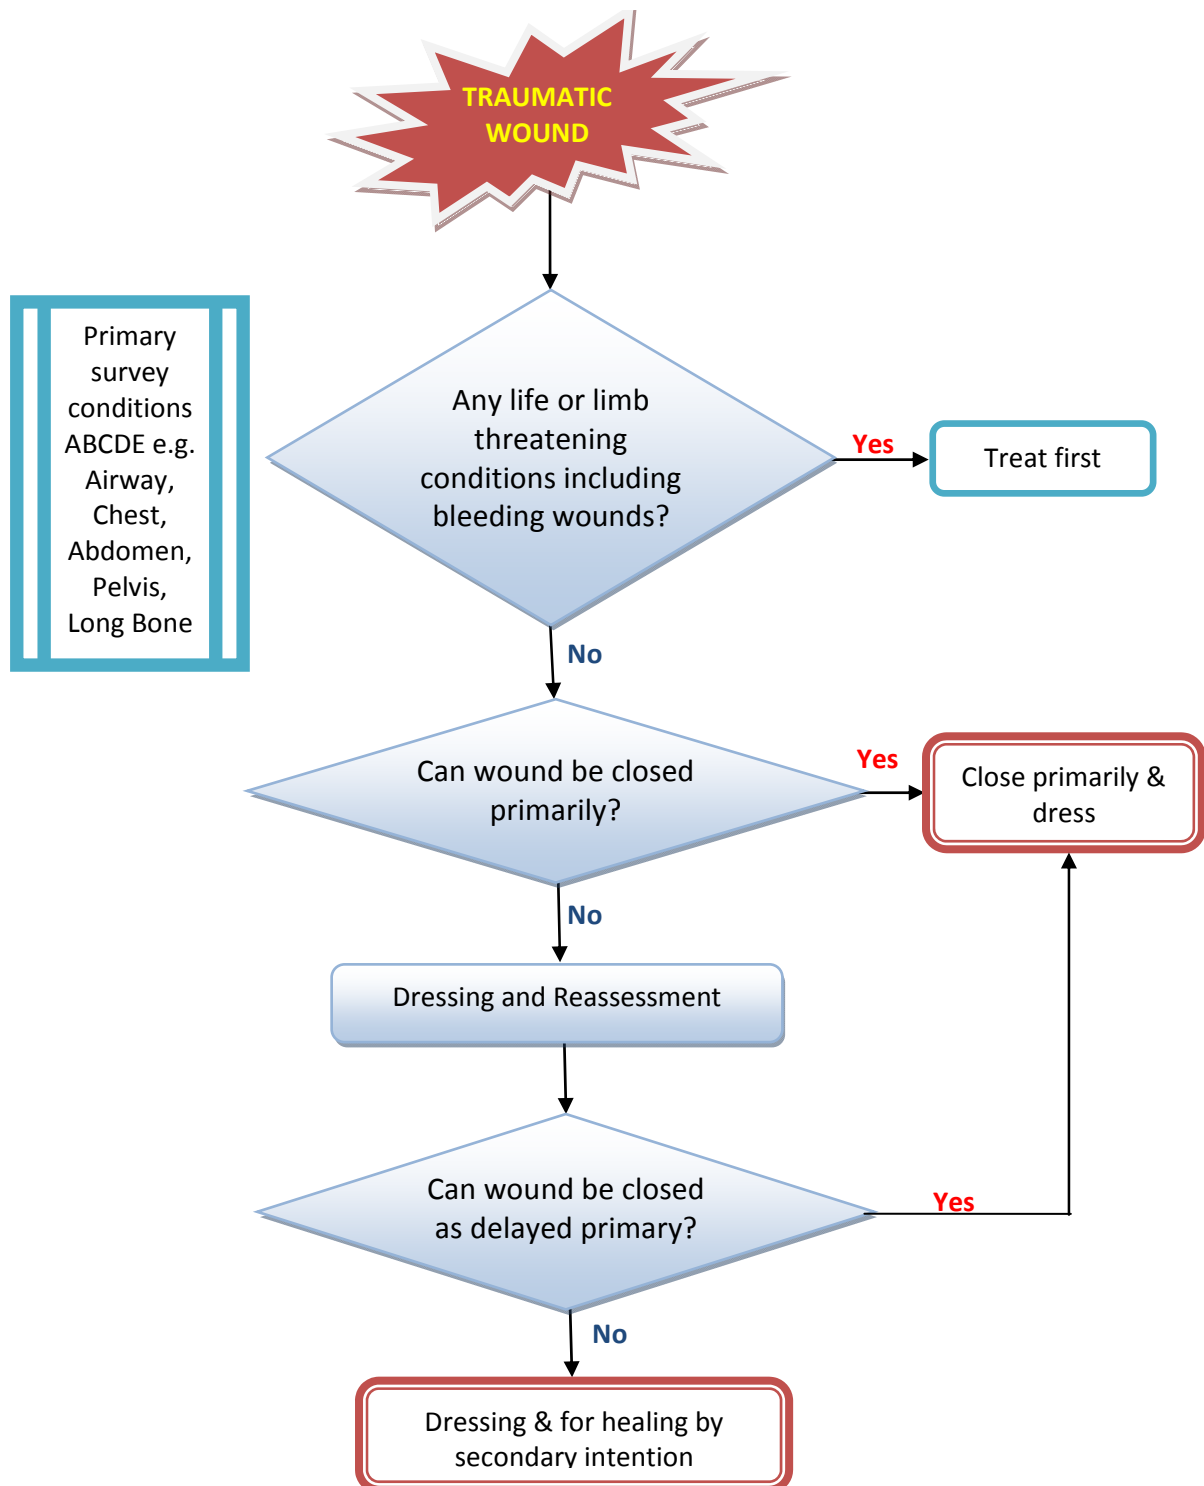 TRAUMATIC
WOUND
Primary
survey
conditions
ABCDE e.g.
Airway,
Chest,
Abdomen,
Pelvis,
Long Bone
Any life or limb
threatening
conditions including
bleeding wounds?
Yes
Treat first
No
Can wound be closed
primarily?
Yes
Close primarily &
dress
No
Dressing and Reassessment
Can wound be closed
as delayed primary?
Yes
No
Dressing & for healing by
secondary intention